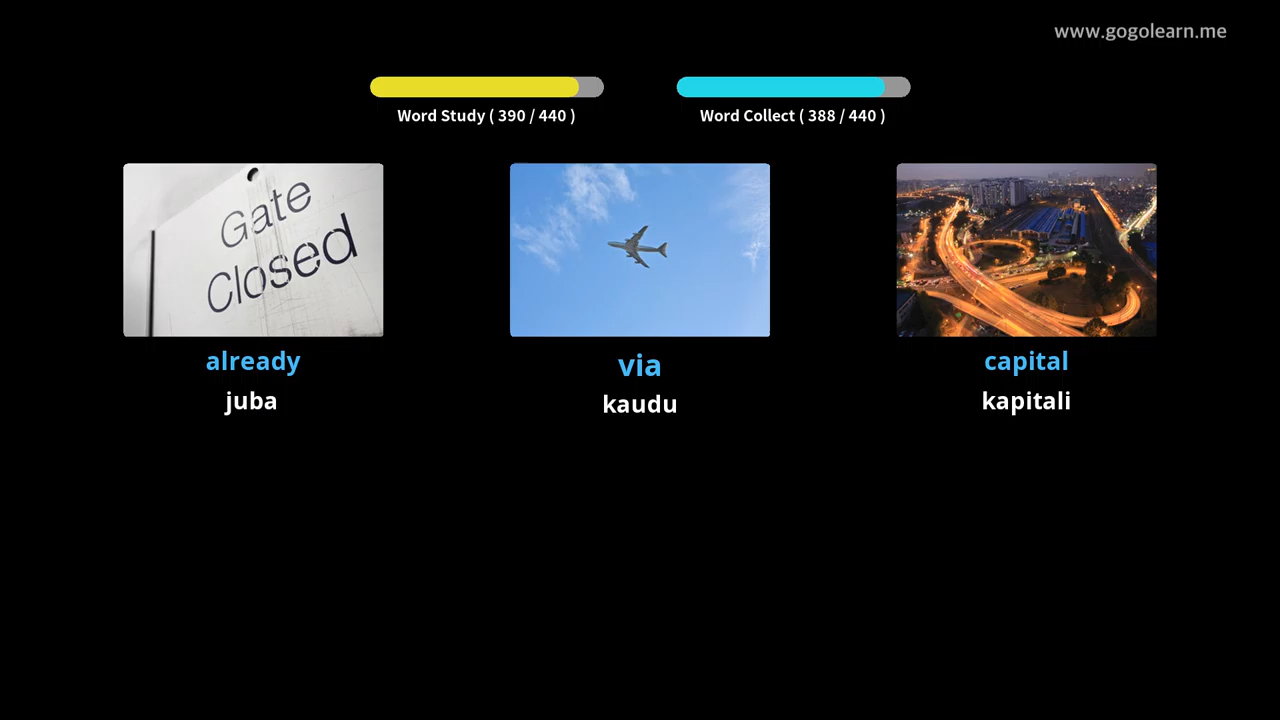 www.gogolearn.me
Word Study ( 390 / 440 )
Word Collect ( 388 / 440 )
Gate
Closed
already
juba
via
kaudu
capital
kapitali